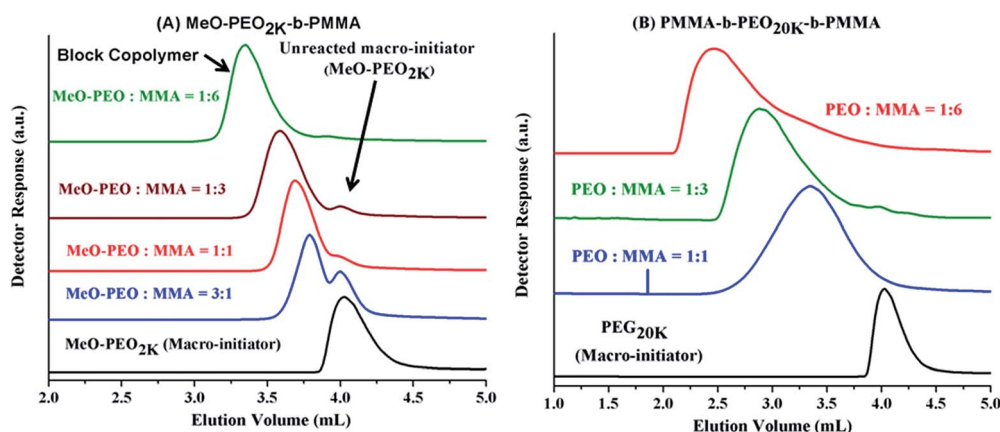 (A) MeO-PEO2K-b-PMMA
Block Copolymer
Unreacted macro-initiator
(MeO-PEO2K)
MeO-PEO : MMA = 1:6
MeO-PEO : MMA = 1:3
MeO-PEO : MMA = 1:1
MeO-PEO : MMA = 3:1
MeO-PEO2K (Macro-initiator)
Detector Response (a.u.)
2.0 2.5 3.0 3.5 4.0 4.5 5.0
Elution Volume (mL)
(B) PMMA-b-PEO20K-b-PMMA
PEO : MMA = 1:6
PEO : MMA = 1:3
PEO : MMA = 1:1
PEG20K
(Macro-initiator)
Detector Response (a.u.)
1.0 1.5 2.0 2.5 3.0 3.5 4.0 4.5 5.0
Elution Volume (mL)